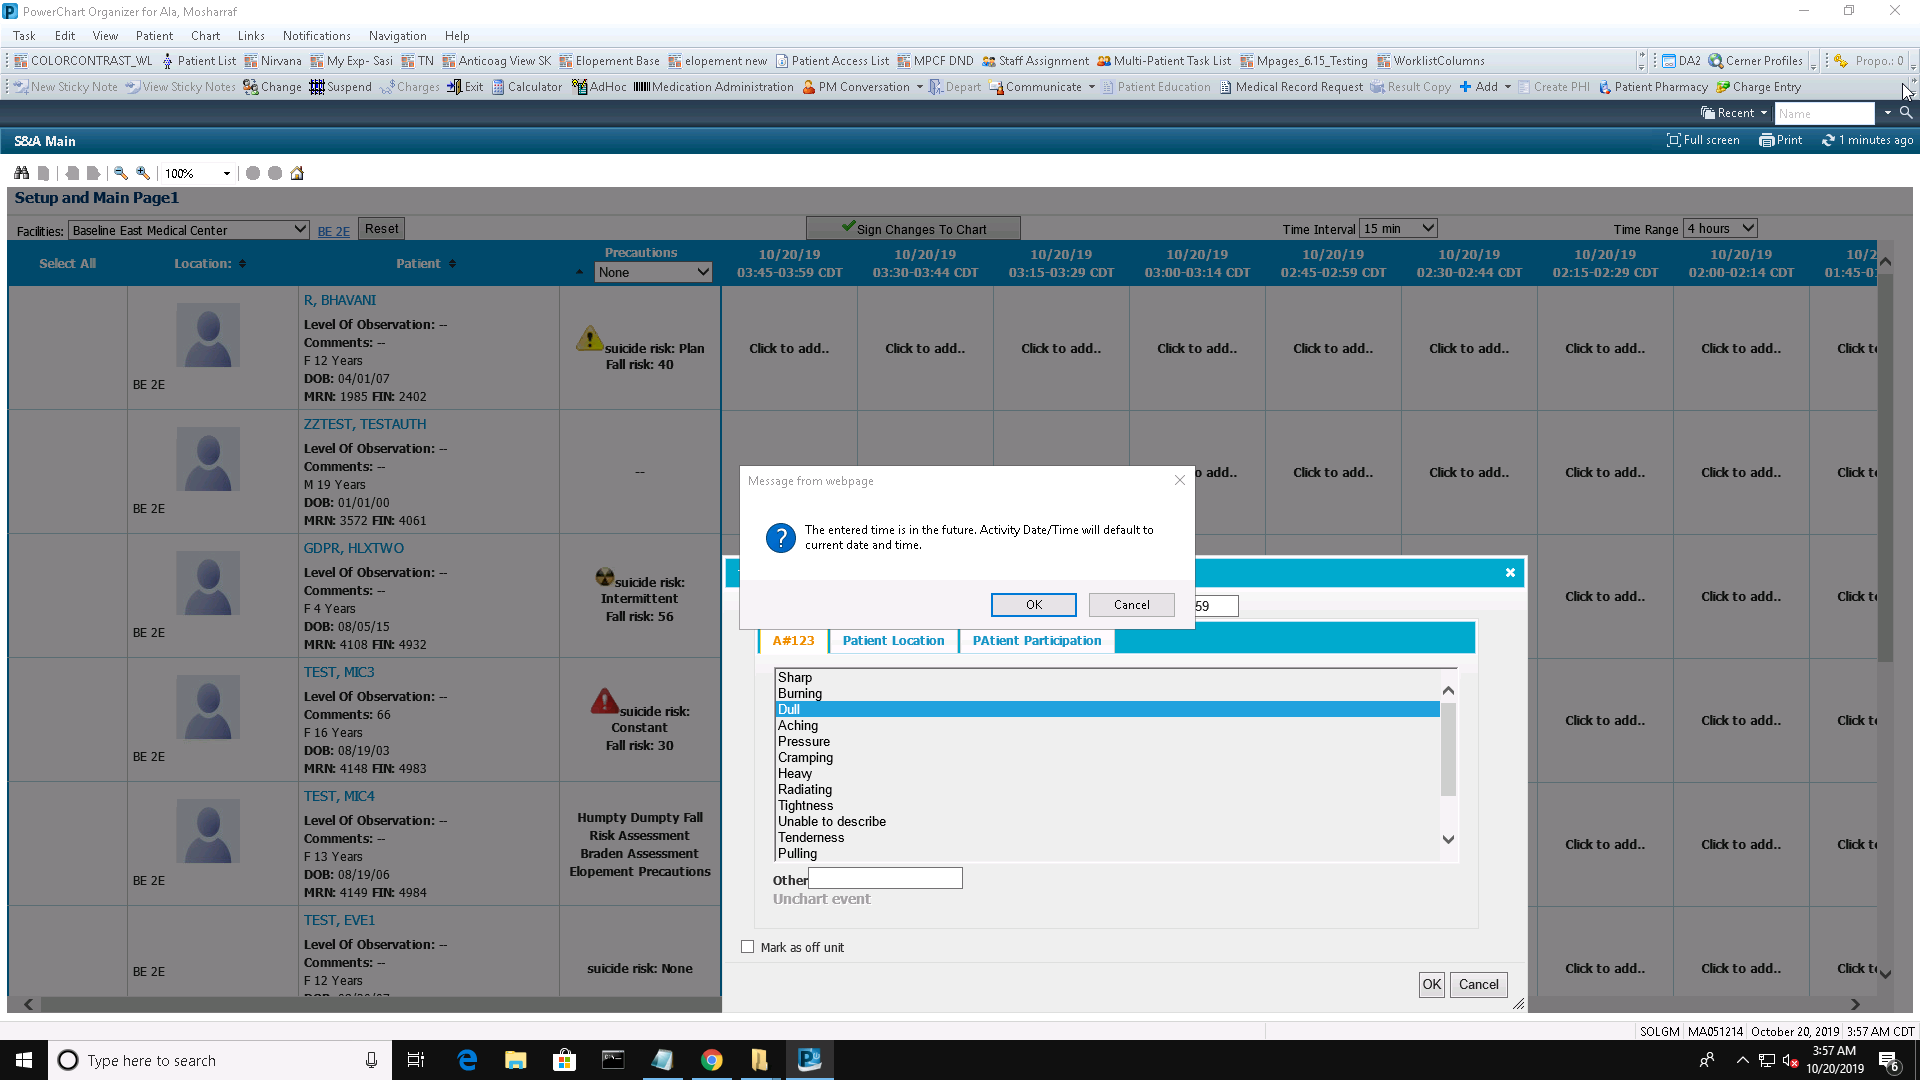 PowerChart Organizer for Ala, Mosharraf
Task Edit View Patient Chart Links Notifications Navigation Help
COLORCONTRAST_WL Patient List Nirvana My Exp- Sasi TN Anticoag View SK Elopement Base elopement new Patient Access List MPCF DND Staff Assignment Multi-Patient Task List Mpages_6.15_Testing WorklistColumns DA2 Cerner Profiles Propo.: 0
New Sticky Note View Sticky Notes Change Suspend Charges Exit Calculator AdHoc Medication Administration PM Conversation Depart Communicate Patient Education Medical Record Request Result Copy Add Create PHI Patient Pharmacy Charge Entry
Recent Name
S&A Main Full screen Print 1 minutes ago
100%
Setup and Main Page1
Facilities: Baseline East Medical Center BE 2E Reset Sign Changes To Chart Time Interval 15 min Time Range 4 hours
Select All Location: Patient Precautions None
10/20/19 10/20/19 10/20/19 10/20/19 10/20/19 10/20/19 10/20/19 10/20/19 10/2
03:45-03:59 CDT 03:30-03:44 CDT 03:15-03:29 CDT 03:00-03:14 CDT 02:45-02:59 CDT 02:30-02:44 CDT 02:15-02:29 CDT 02:00-02:14 CDT 01:45-0
BE 2E
R, BHAVANI
Level Of Observation: --
Comments: --
F 12 Years
DOB: 04/01/07
MRN: 1985 FIN: 2402
suicide risk: Plan
Fall risk: 40
Click to add.. Click to add.. Click to add.. Click to add.. Click to add.. Click to add.. Click to add.. Click to add.. Click t
BE 2E
ZZTEST, TESTAUTH
Level Of Observation: --
Comments: --
M 19 Years
DOB: 01/01/00
MRN: 3572 FIN: 4061
--
o add.. Click to add.. Click to add.. Click to add.. Click to add.. Click t
BE 2E
GDPR, HLXTWO
Level Of Observation: --
Comments: --
F 4 Years
DOB: 08/05/15
MRN: 4108 FIN: 4932
suicide risk:
Intermittent
Fall risk: 56
Click to add.. Click to add.. Click t
BE 2E
TEST, MIC3
Level Of Observation: --
Comments: 66
F 16 Years
DOB: 08/19/03
MRN: 4148 FIN: 4983
suicide risk:
Constant
Fall risk: 30
Click to add.. Click to add.. Click t
BE 2E
TEST, MIC4
Level Of Observation: --
Comments: --
F 13 Years
DOB: 08/19/06
MRN: 4149 FIN: 4984
Humpty Dumpty Fall
Risk Assessment
Braden Assessment
Elopement Precautions
Click to add.. Click to add.. Click t
BE 2E
TEST, EVE1
Level Of Observation: --
Comments: --
F 12 Years
suicide risk: None
Click to add.. Click to add.. Click t
Message from webpage
The entered time is in the future. Activity Date/Time will default to
current date and time.
OK Cancel
59
A#123 Patient Location PAtient Participation
Sharp
Burning
Dull
Aching
Pressure
Cramping
Heavy
Radiating
Tightness
Unable to describe
Tenderness
Pulling
Other
Unchart event
Mark as off unit
OK Cancel
SOLGM MA051214 October 20, 2019 3:57 AM CDT
Type here to search
3:57 AM
10/20/2019
6